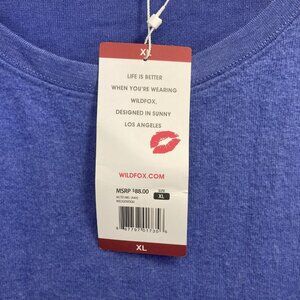 XL
LIFE IS BETTER
WHEN YOU'RE WEARING
WILDFOX,
DESIGNED IN SUNNY
LOS ANGELES
WILDFOX.COM
MSRP $88.00
SIZE
XL
XL